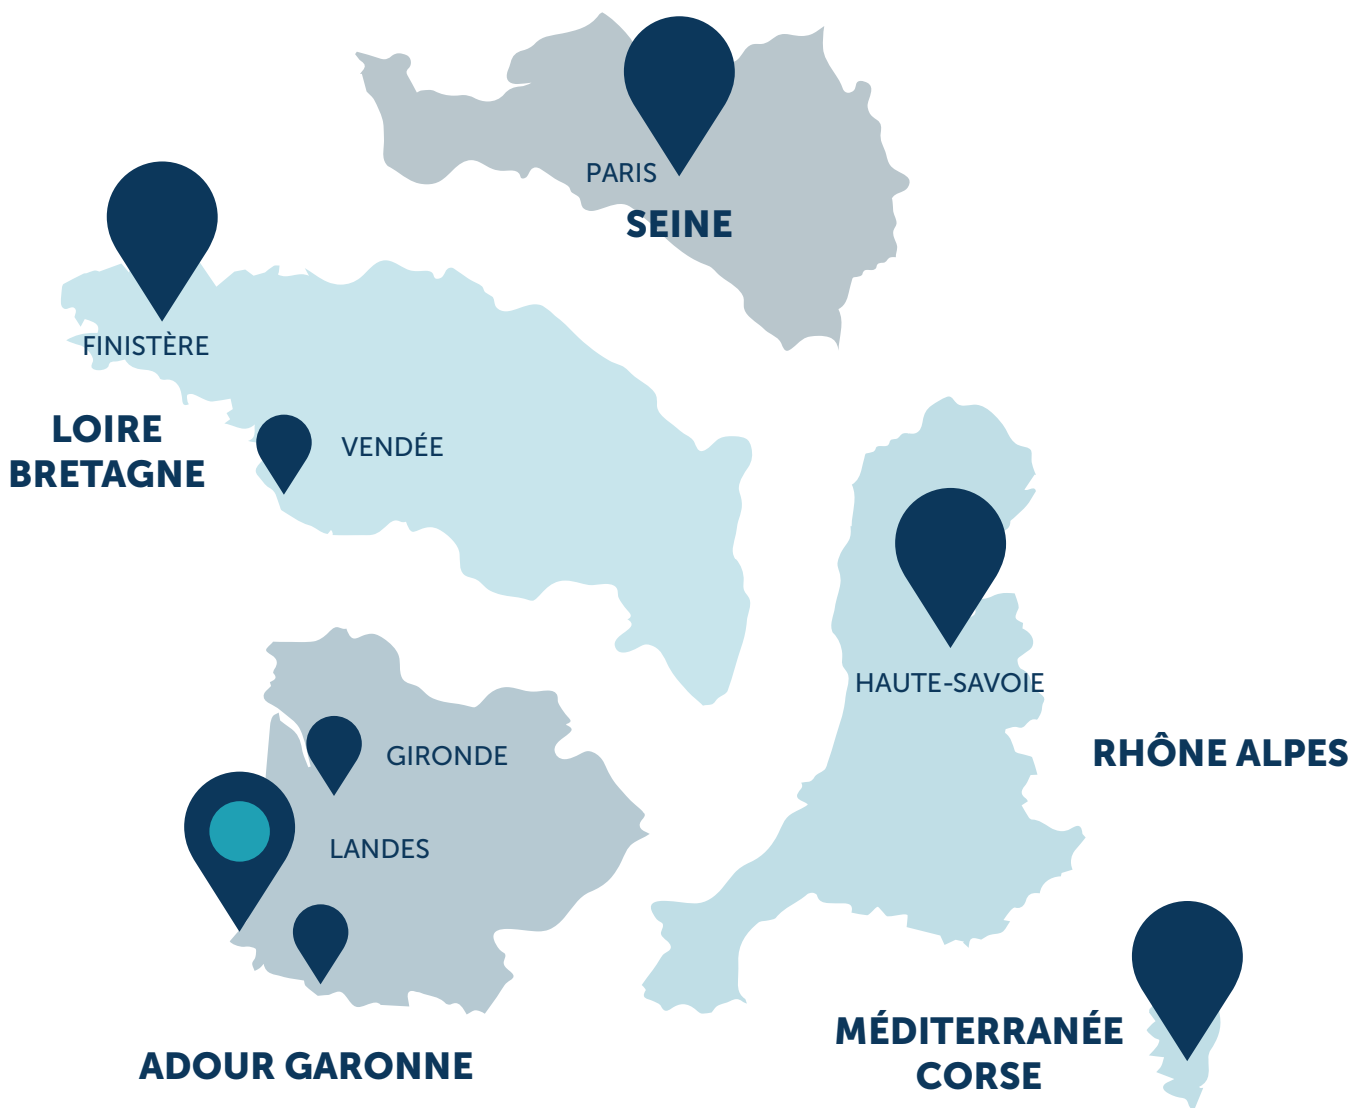 PARIS
SEINE
FINISTÈRE
LOIRE
BRETAGNE
VENDÉE
HAUTE-SAVOIE
RHÔNE ALPES
GIRONDE
LANDES
ADOUR GARONNE
MÉDITERRANÉE
CORSE